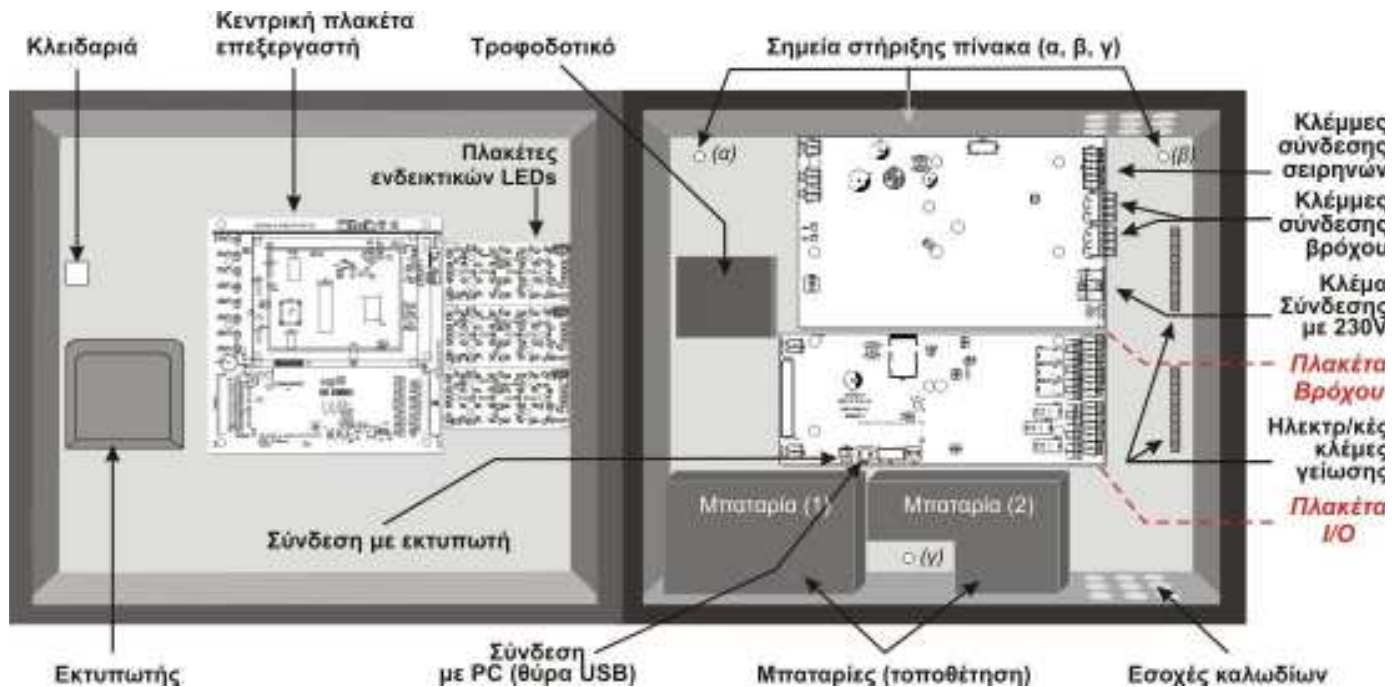 Κεντρική πλακέτα
επεξεργαστή
Κλειδαριά
Τροφοδοτικό
Σημεία στήριξης πίνακα (α, β, γ)
Πλακέτες
ενδεικτικών LEDs
(α)
(β)
Κλέμμες
σύνδεσης
σειρηνών
Κλέμμες
σύνδεσης
βρόχου
Κλέμα
Σύνδεσης
με 230V
Πλακέτα
Βρόχου
Ηλεκτρ/κές
κλέμες
γείωσης
Πλακέτα
I/O
Μπαταρία (1)
Μπαταρία (2)
(γ)
Σύνδεση με εκτυπωτή
Εκτυπωτής
Σύνδεση
με PC (θύρα USB)
Μπαταρίες (τοποθέτηση)
Εσοχές καλωδίων